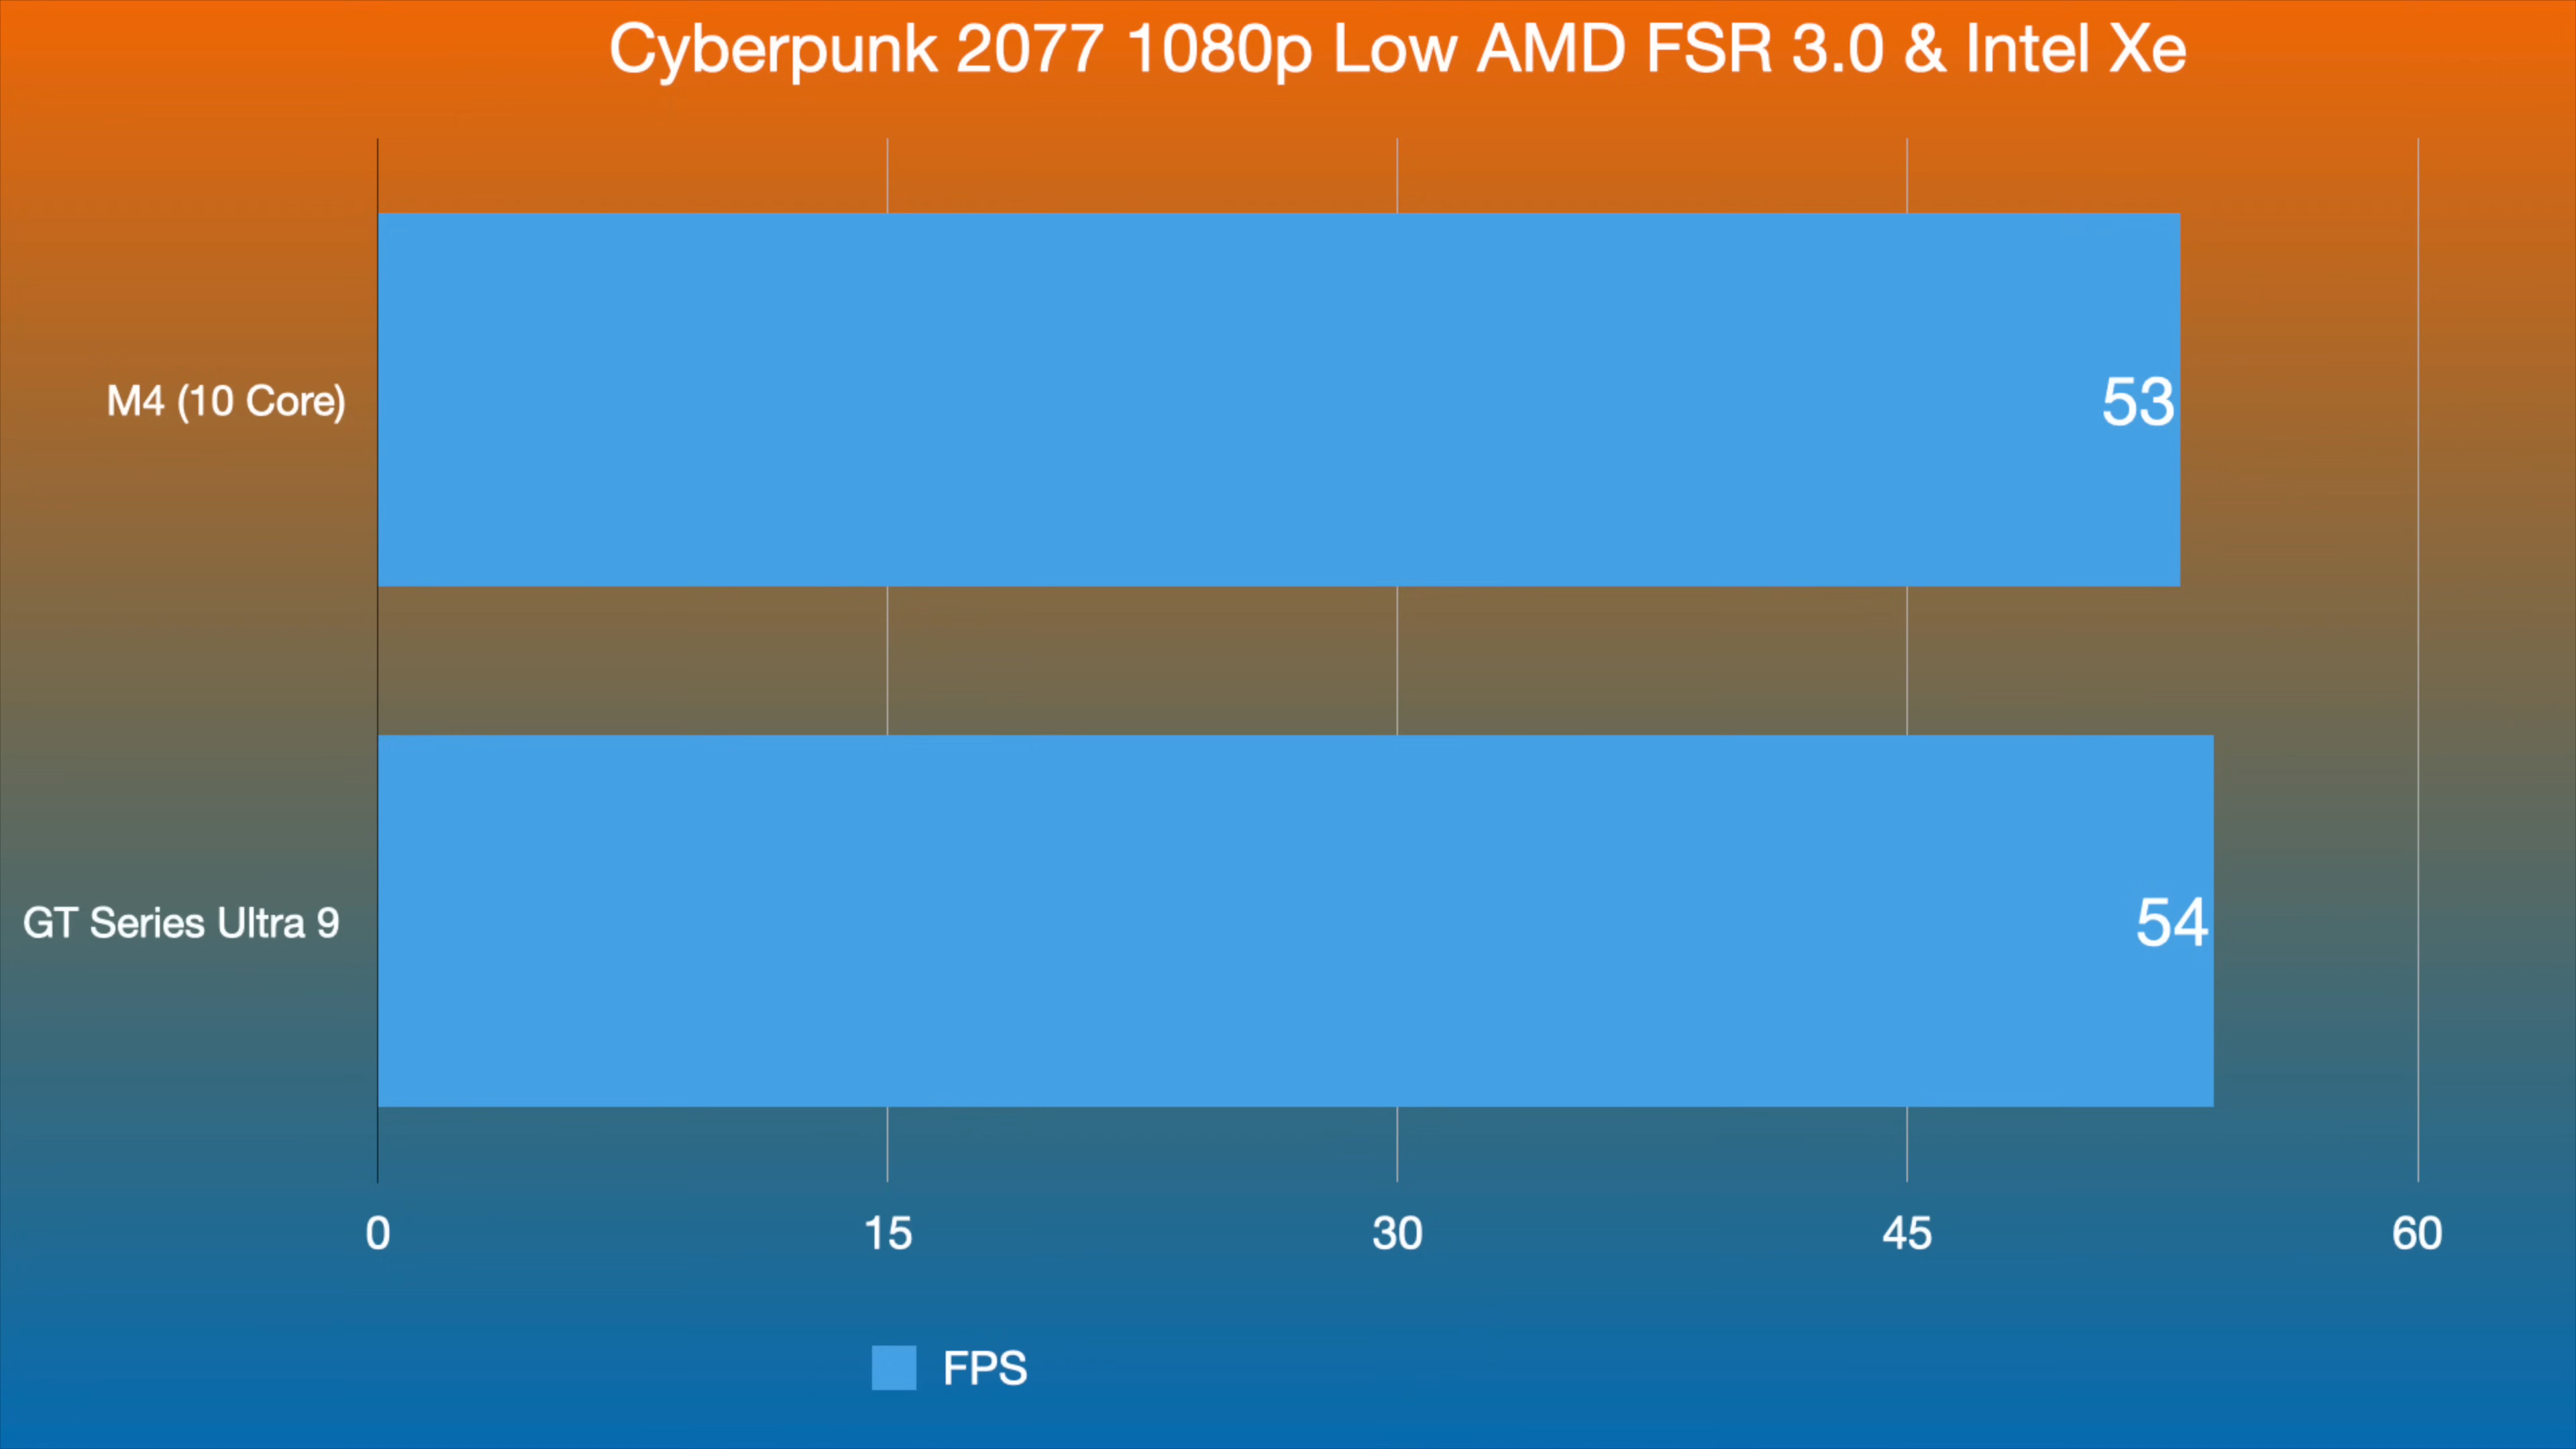 Cyberpunk 2077 1080p Low AMD FSR 3.0 & Intel Xe
M4 (10 Core)
53
GT Series Ultra 9
54
0 15 30 45 60
FPS